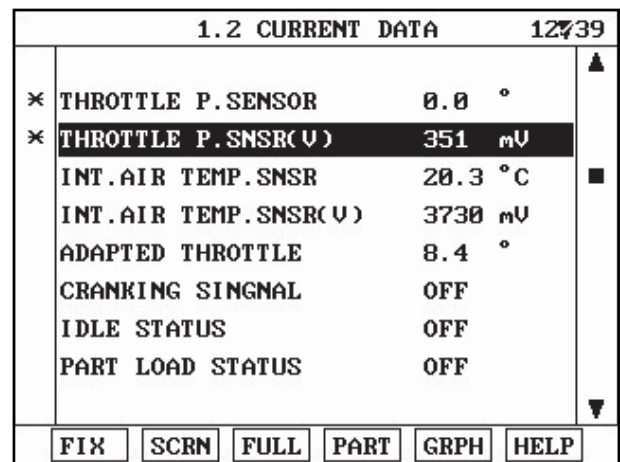 1.2 CURRENT DATA 12▼39
* THROTTLE P.SENSOR 0.0 °
* THROTTLE P.SNSR(V) 351 mV
INT.AIR TEMP.SNSR 20.3 °C
INT.AIR TEMP.SNSR(V) 3730 mV
ADAPTED THROTTLE 8.4 °
CRANKING SINGNAL OFF
IDLE STATUS OFF
PART LOAD STATUS OFF
FIX SCRN FULL PART GRPH HELP